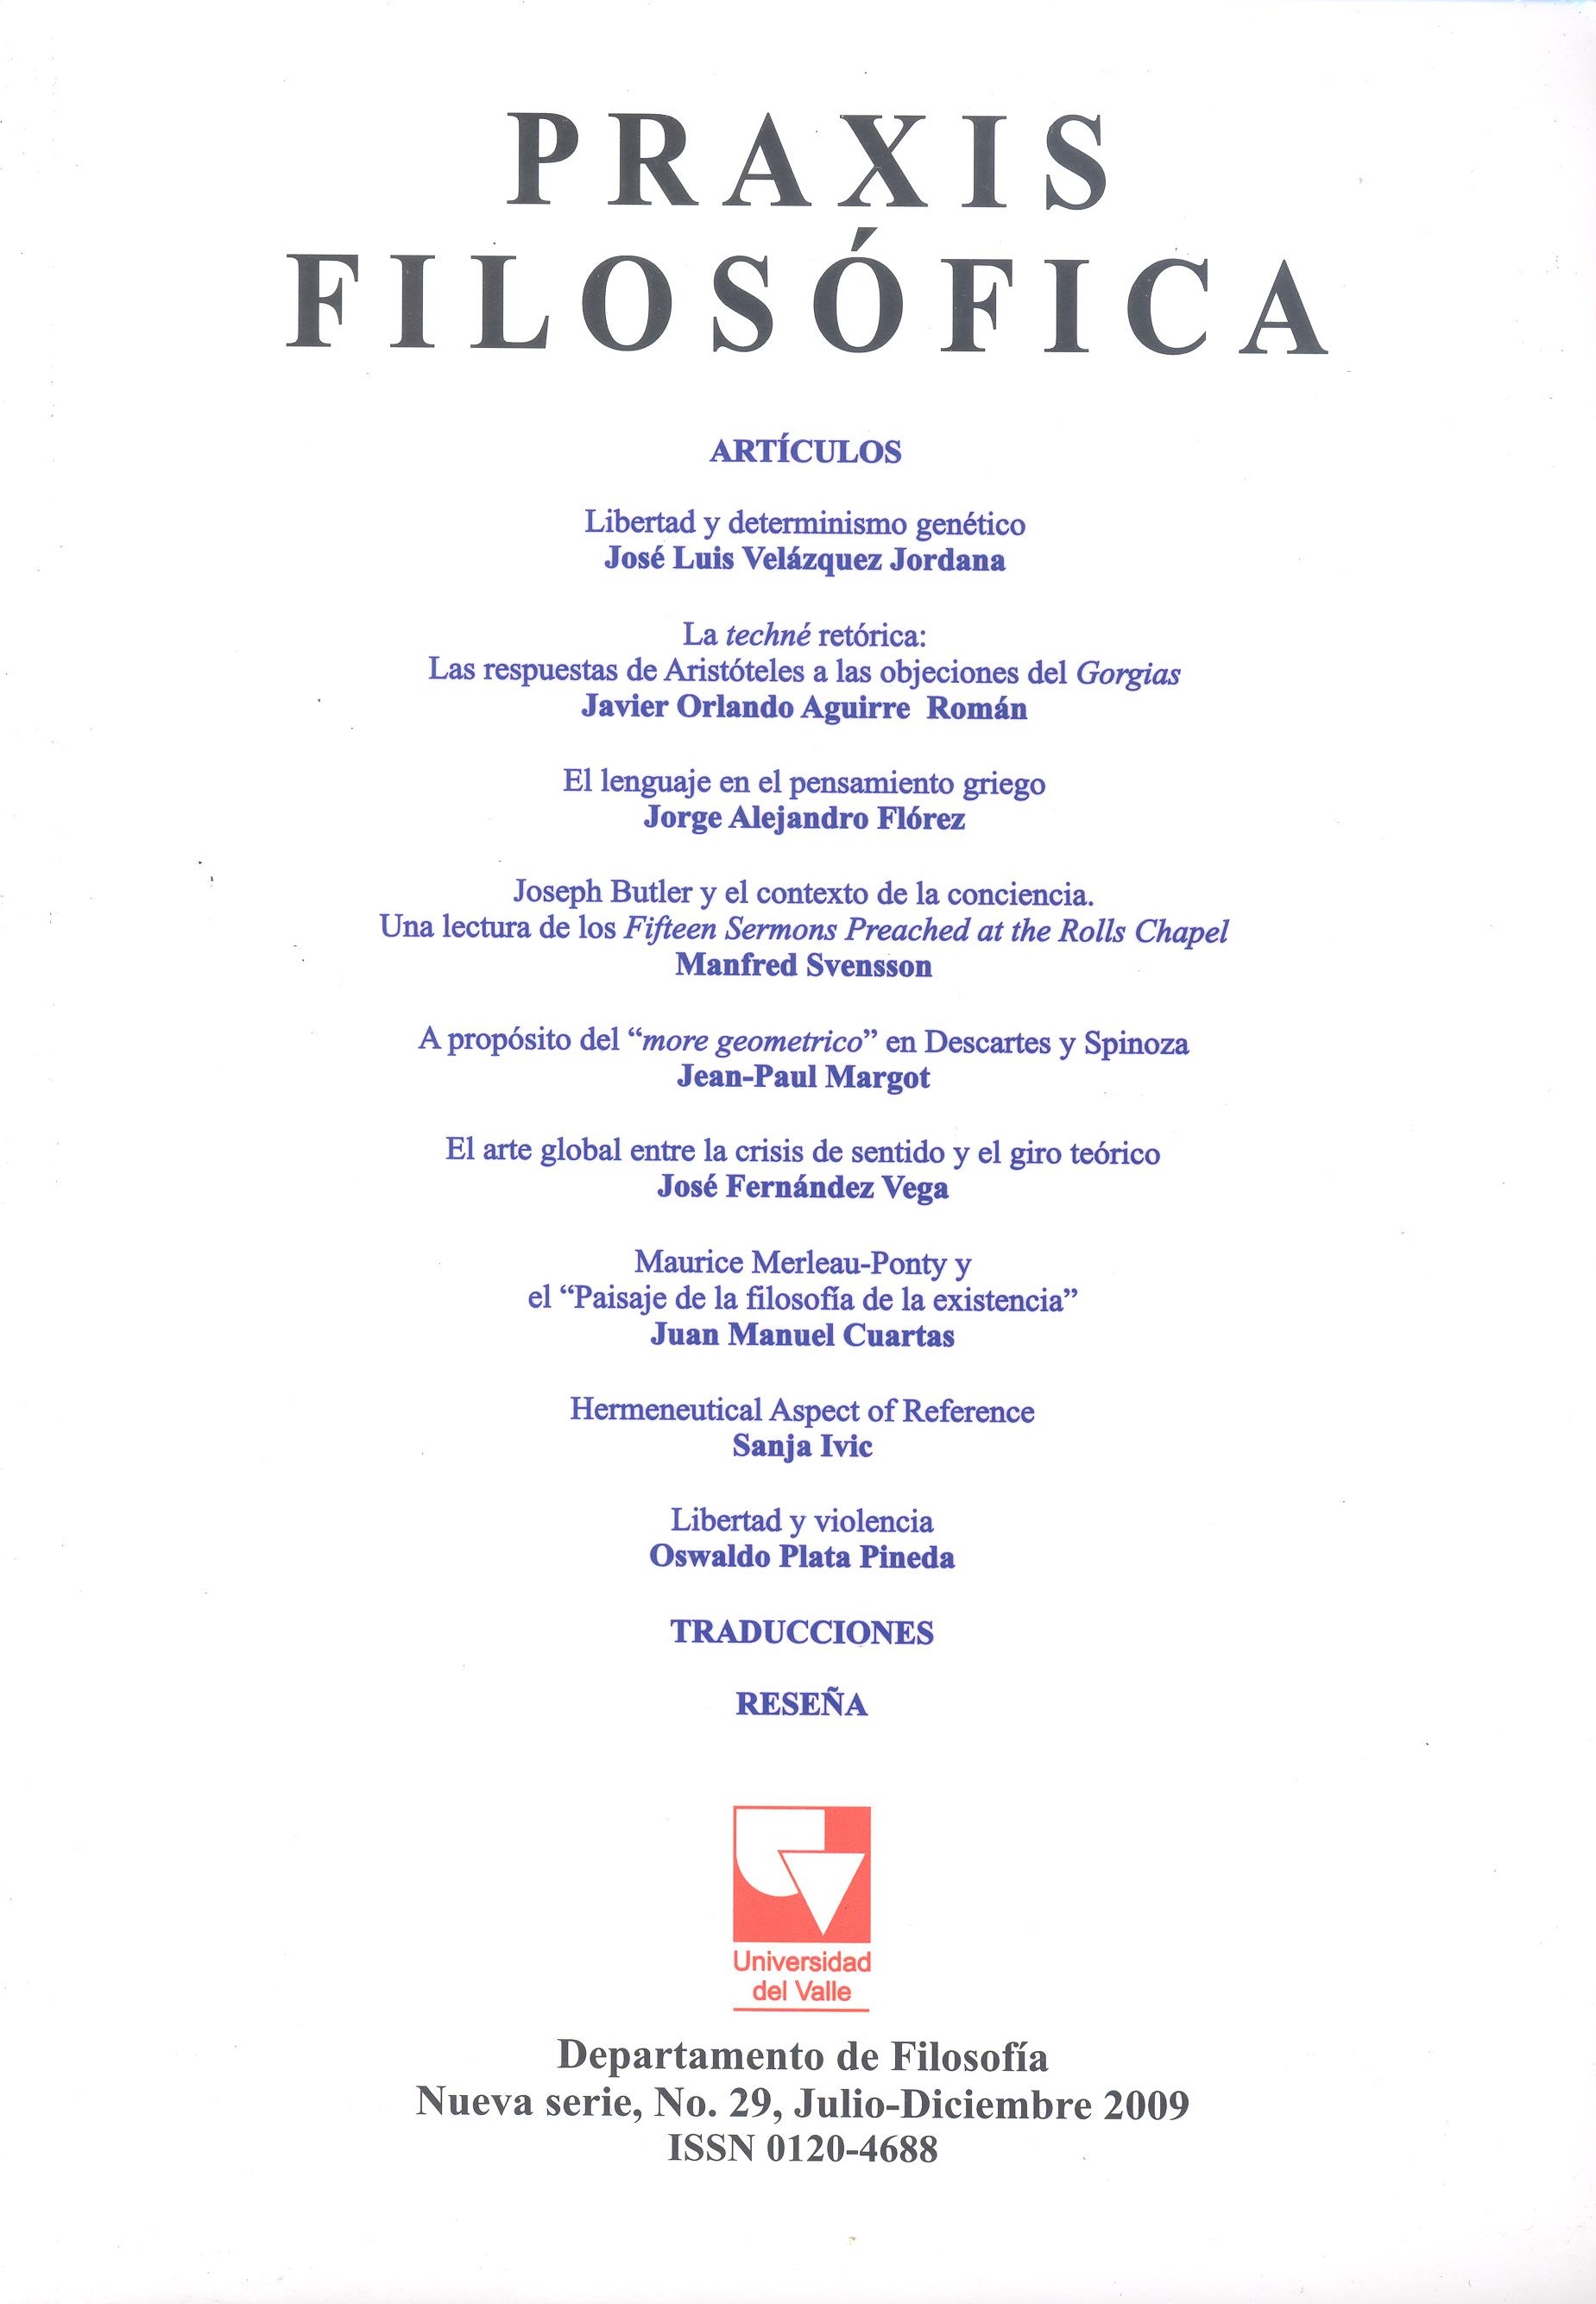 PRAXIS
FILOSÓFICA
ARTÍCULOS
Libertad y determinismo genético
José Luis Velázquez Jordana
La techné retórica:
Las respuestas de Aristóteles a las objeciones del Gorgias
Javier Orlando Aguirre Román
El lenguaje en el pensamiento griego
Jorge Alejandro Flórez
Joseph Butler y el contexto de la conciencia.
Una lectura de los Fifteen Sermons Preached at the Rolls Chapel
Manfred Svensson
A propósito del “more geometrico” en Descartes y Spinoza
Jean-Paul Margot
El arte global entre la crisis de sentido y el giro teórico
José Fernández Vega
Maurice Merleau-Ponty y
el “Paisaje de la filosofía de la existencia”
Juan Manuel Cuartas
Hermeneutical Aspect of Reference
Sanja Ivic
Libertad y violencia
Oswaldo Plata Pineda
TRADUCCIONES
RESEÑA
Universidad
del Valle
Departamento de Filosofía
Nueva serie, No. 29, Julio-Diciembre 2009
ISSN 0120-4688